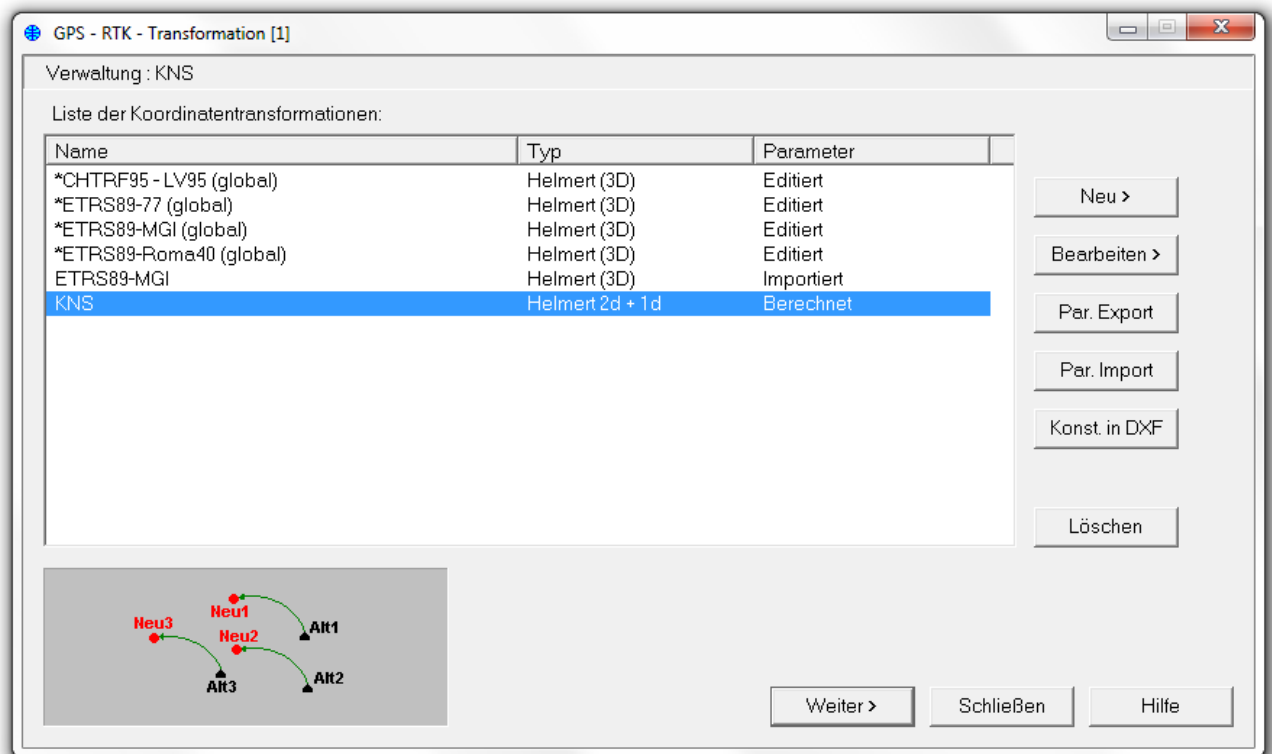 GPS - RTK - Transformation [1]
Verwaltung : KNS
Liste der Koordinatentransformationen:
Name Typ Parameter
*CHTRF95 - LV95 (global) Helmert (3D) Editiert
*ETRS89-77 (global) Helmert (3D) Editiert
*ETRS89-MGI (global) Helmert (3D) Editiert
*ETRS89-Roma40 (global) Helmert (3D) Editiert
ETRS89-MGI Helmert (3D) Importiert
KNS Helmert 2d + 1d Berechnet
Neu >
Bearbeiten >
Par. Export
Par. Import
Konst. in DXF
Löschen
Neu1
Neu3
Alt1
Neu2
Alt2
Alt3
Weiter > Schließen Hilfe